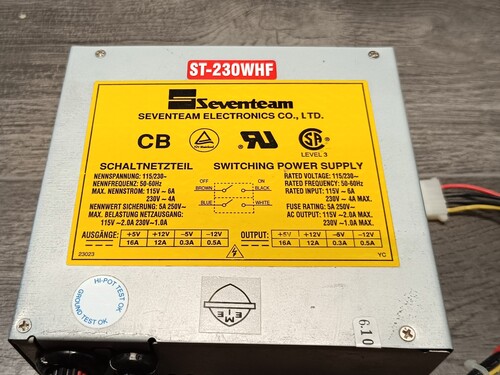 ST-230WHF
Seventeam
SEVENTEAM ELECTRONICS CO., LTD.
CB
LEVEL 3
SCHALTNETZTEIL
NENNSPANNUNG: 115/230~
NENNFREQUENZ: 50-60Hz
MAX. NENNSTROM: 115V ~ 6A
230V ~ 4A
NENNWERT SICHERUNG: 5A 250V~
MAX. BELASTUNG NETZAUSGANG:
115V~2.0A 230V~1.0A
OFF ON
BROWN BLACK
BLUE WHITE
SWITCHING POWER SUPPLY
RATED VOLTAGE: 115/230~
RATED FREQUENCY: 50-60Hz
RATED INPUT: 115V ~ 6A
230V ~ 4A MAX.
FUSE RATING: 5A 250V~
AC OUTPUT: 115V~2.0A MAX.
230V~1.0A MAX.
AUSGÄNGE: +5V +12V -5V -12V
16A 12A 0.3A 0.5A
OUTPUT: +5V +12V -5V -12V
16A 12A 0.3A 0.5A
23023
YC
HI-POT TEST OK
GROUND TEST OK
E M I E
610